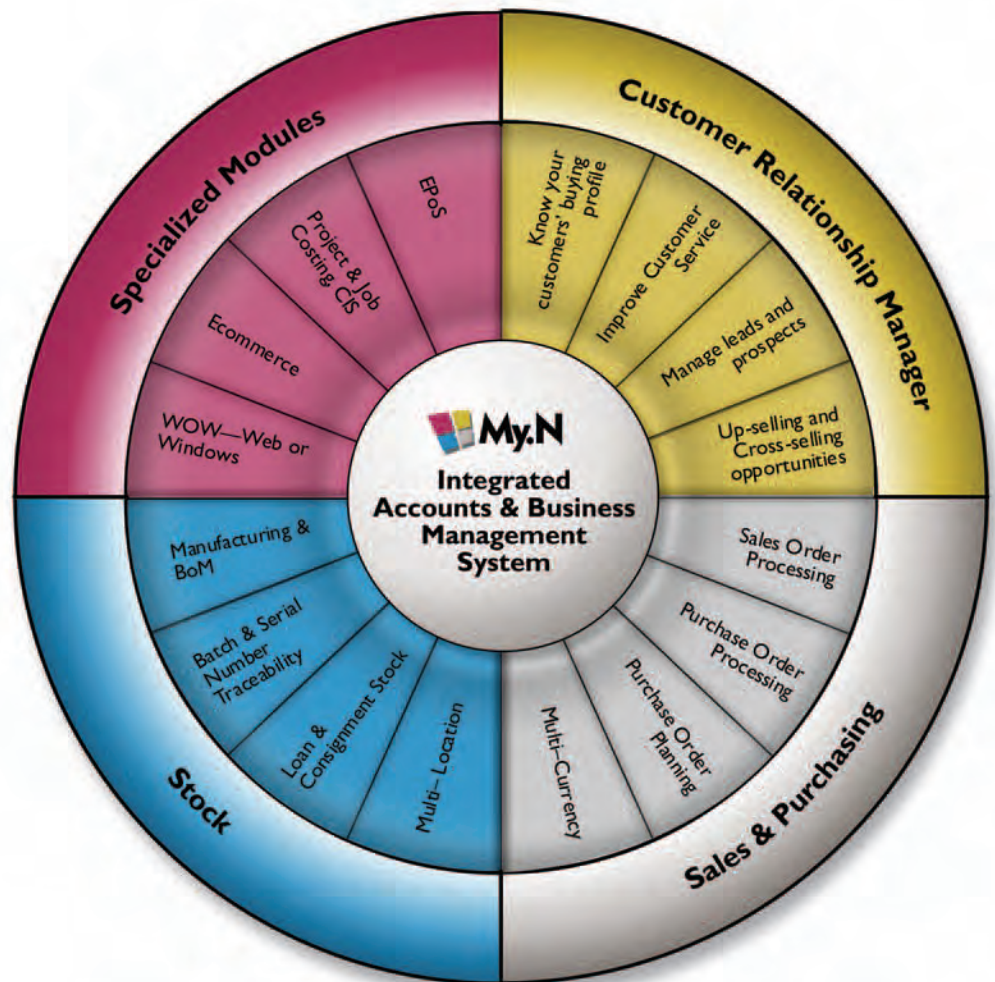 Specialized Modules
EPoS
Project & Job
Costing, CIS
Ecommerce
WOW—Web or
Windows
Customer Relationship Manager
Know your
customers' buying
profile
Improve Customer
Service
Manage leads and
prospects
Up-selling and
Cross-selling
opportunities
My.N
Integrated
Accounts & Business
Management
System
Stock
Manufacturing &
BoM
Batch & Serial
Number
Traceability
Loan &
Consignment Stock
Multi–Location
Sales & Purchasing
Sales Order
Processing
Purchase Order
Processing
Purchase Order
Planning
Multi–Currency